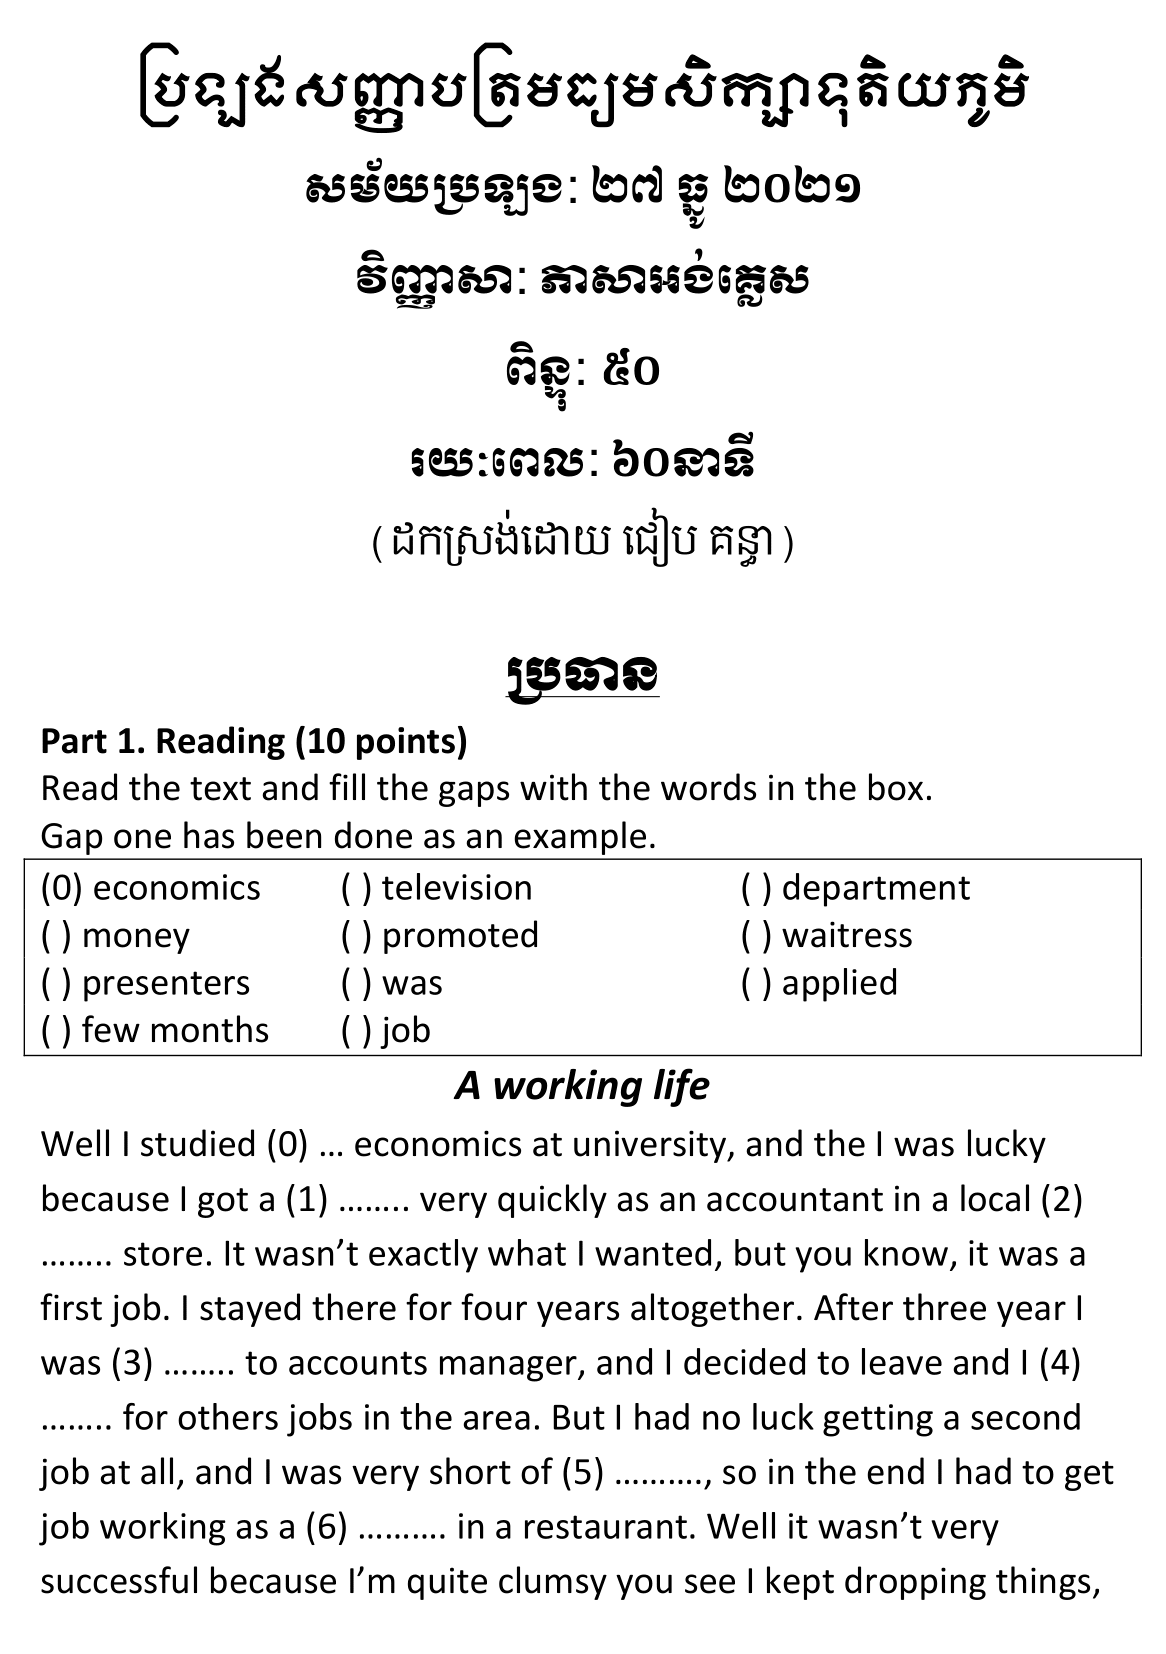 ប្រឡងសញ្ញាបត្រមធ្យមសិក្សាទុតិយភូមិ
សម័យប្រឡង: ២៧ ធ្នូ ២០២១
វិញ្ញាសា: ភាសាអង់គ្លេស
ពិន្ទុ: ៥០
រយៈពេល: ៦០នាទី
( ដកស្រង់ដោយ ជៀប គន្ធា )
ប្រធាន
Part 1. Reading (10 points)
Read the text and fill the gaps with the words in the box.
Gap one has been done as an example.
(0) economics ( ) television ( ) department
( ) money ( ) promoted ( ) waitress
( ) presenters ( ) was ( ) applied
( ) few months ( ) job
A working life
Well I studied (0) … economics at university, and the I was lucky
because I got a (1) …….. very quickly as an accountant in a local (2)
…….. store. It wasn’t exactly what I wanted, but you know, it was a
first job. I stayed there for four years altogether. After three year I
was (3) …….. to accounts manager, and I decided to leave and I (4)
…….. for others jobs in the area. But I had no luck getting a second
job at all, and I was very short of (5) ………., so in the end I had to get
job working as a (6) ………. in a restaurant. Well it wasn’t very
successful because I’m quite clumsy you see I kept dropping things,